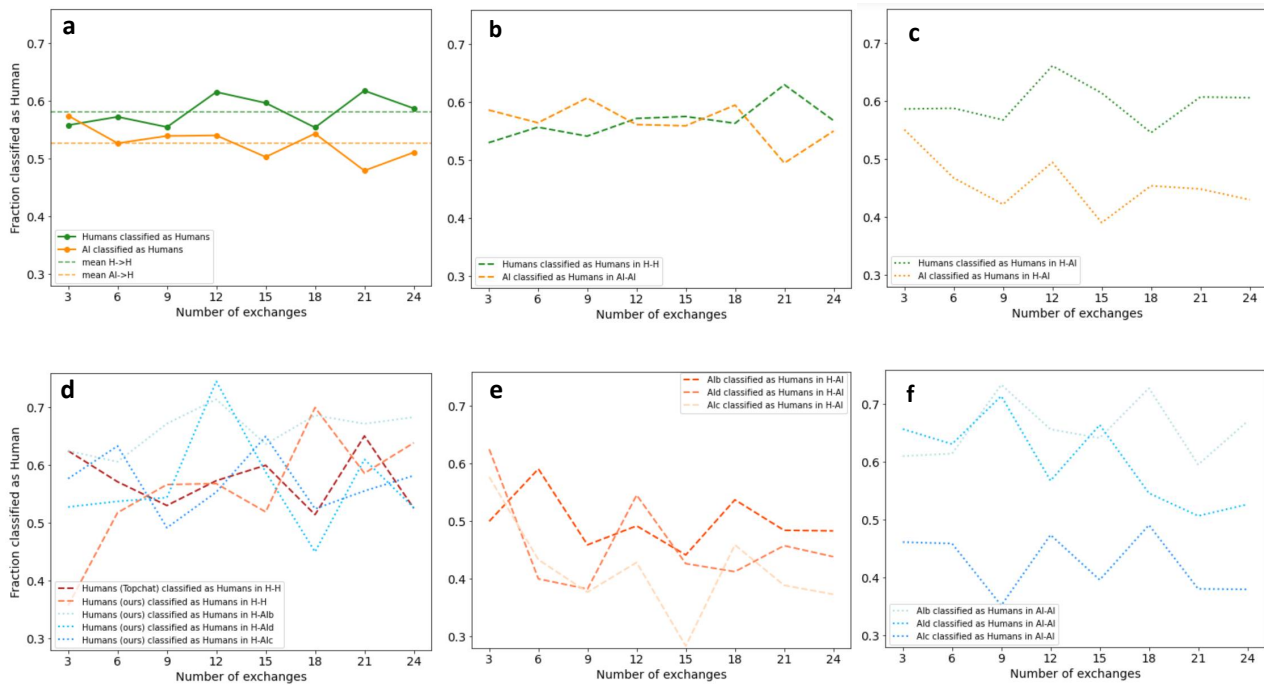 a
Fraction classified as Human
0.7
0.6
0.5
0.4
0.3
Humans classified as Humans
AI classified as Humans
mean H->H
mean AI->H
3 6 9 12 15 18 21 24
Number of exchanges
b
0.7
0.6
0.5
0.4
0.3
Humans classified as Humans in H-H
AI classified as Humans in AI-AI
3 6 9 12 15 18 21 24
Number of exchanges
c
0.7
0.6
0.5
0.4
0.3
Humans classified as Humans in H-AI
AI classified as Humans in H-AI
3 6 9 12 15 18 21 24
Number of exchanges
d
Fraction classified as Human
0.7
0.6
0.5
0.4
0.3
Humans (Topchat) classified as Humans in H-H
Humans (ours) classified as Humans in H-H
Humans (ours) classified as Humans in H-AIb
Humans (ours) classified as Humans in H-AId
Humans (ours) classified as Humans in H-AIc
3 6 9 12 15 18 21 24
Number of exchanges
e
AIb classified as Humans in H-AI
AId classified as Humans in H-AI
AIc classified as Humans in H-AI
0.7
0.6
0.5
0.4
0.3
3 6 9 12 15 18 21 24
Number of exchanges
f
0.7
0.6
0.5
0.4
0.3
AIb classified as Humans in AI-AI
AId classified as Humans in AI-AI
AIc classified as Humans in AI-AI
3 6 9 12 15 18 21 24
Number of exchanges